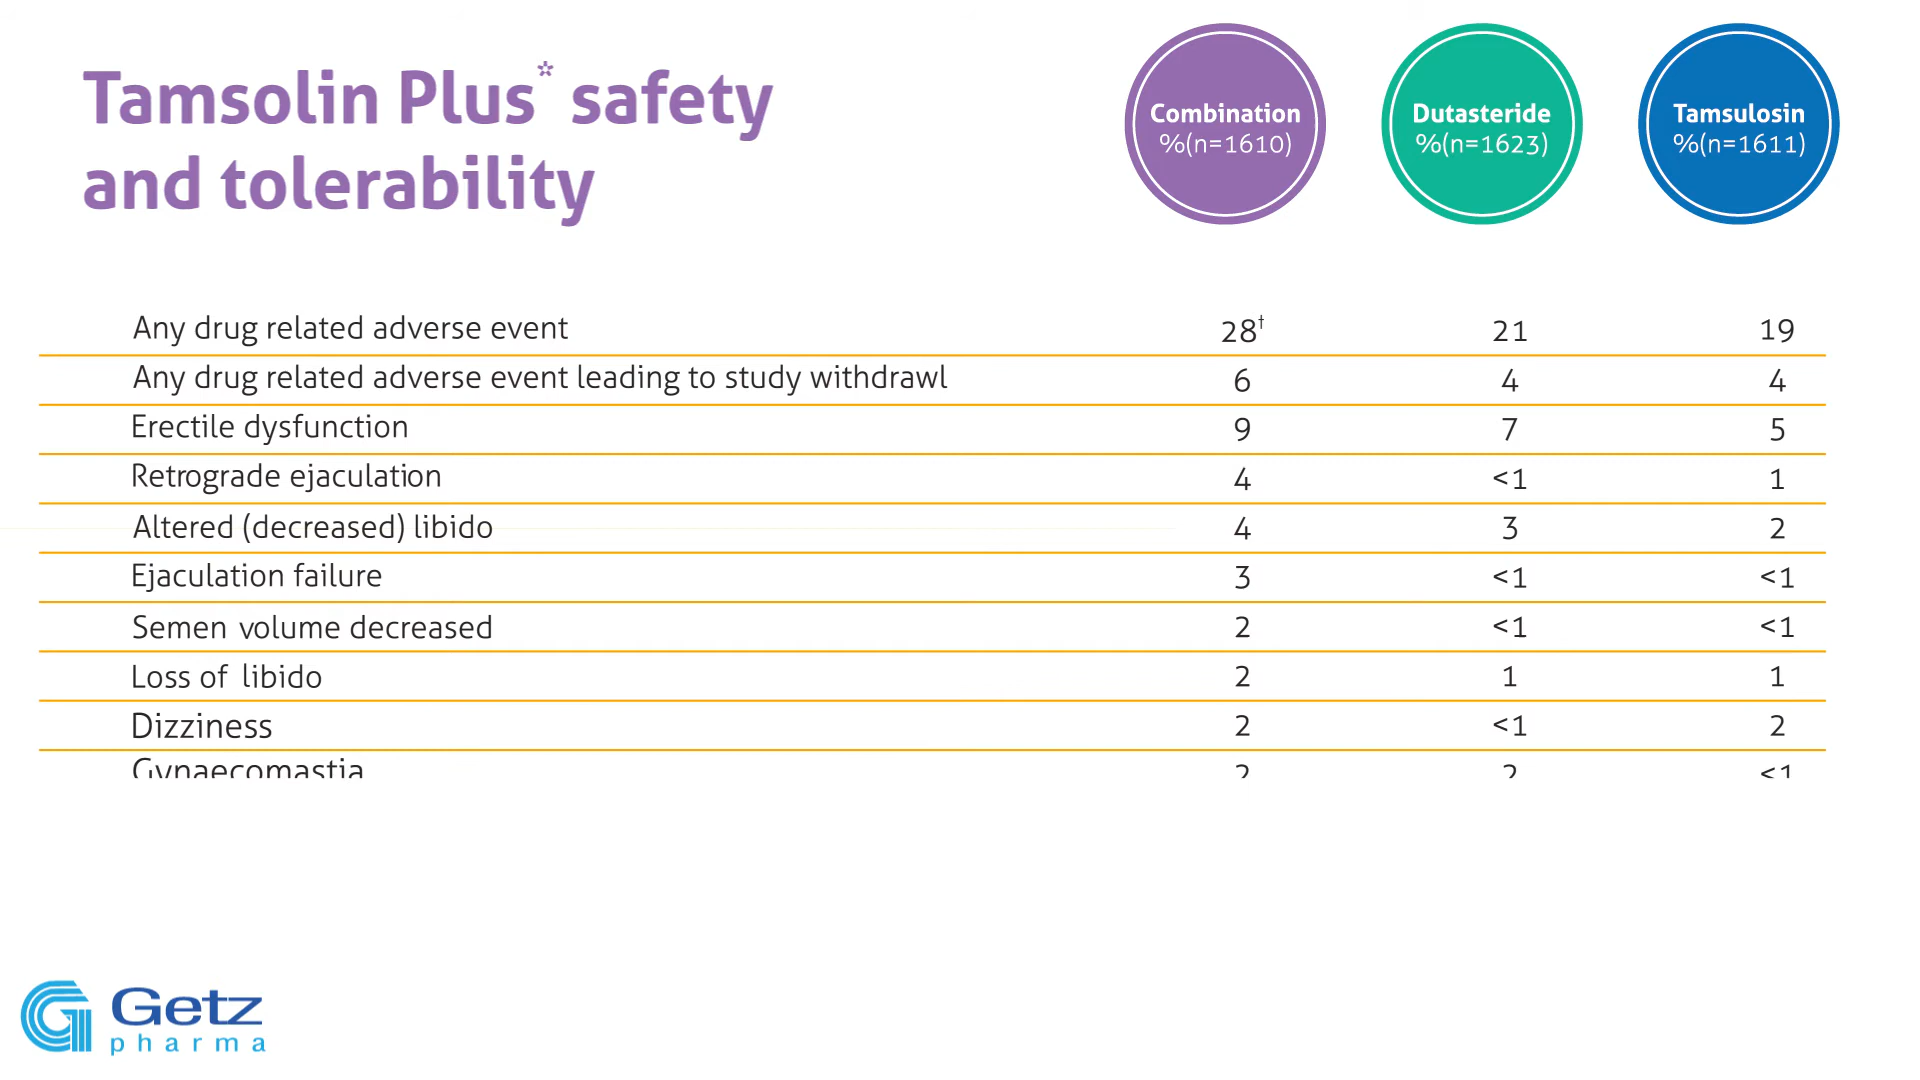 Tamsolin Plus* safety
and tolerability
Combination
%(n=1610)
Dutasteride
%(n=1623)
Tamsulosin
%(n=1611)
Any drug related adverse event 28† 21 19
Any drug related adverse event leading to study withdrawl 6 4 4
Erectile dysfunction 9 7 5
Retrograde ejaculation 4 <1 1
Altered (decreased) libido 4 3 2
Ejaculation failure 3 <1 <1
Semen volume decreased 2 <1 <1
Loss of libido 2 1 1
Dizziness 2 <1 2
Gynaecomastia 2 2 <1
Getz
pharma